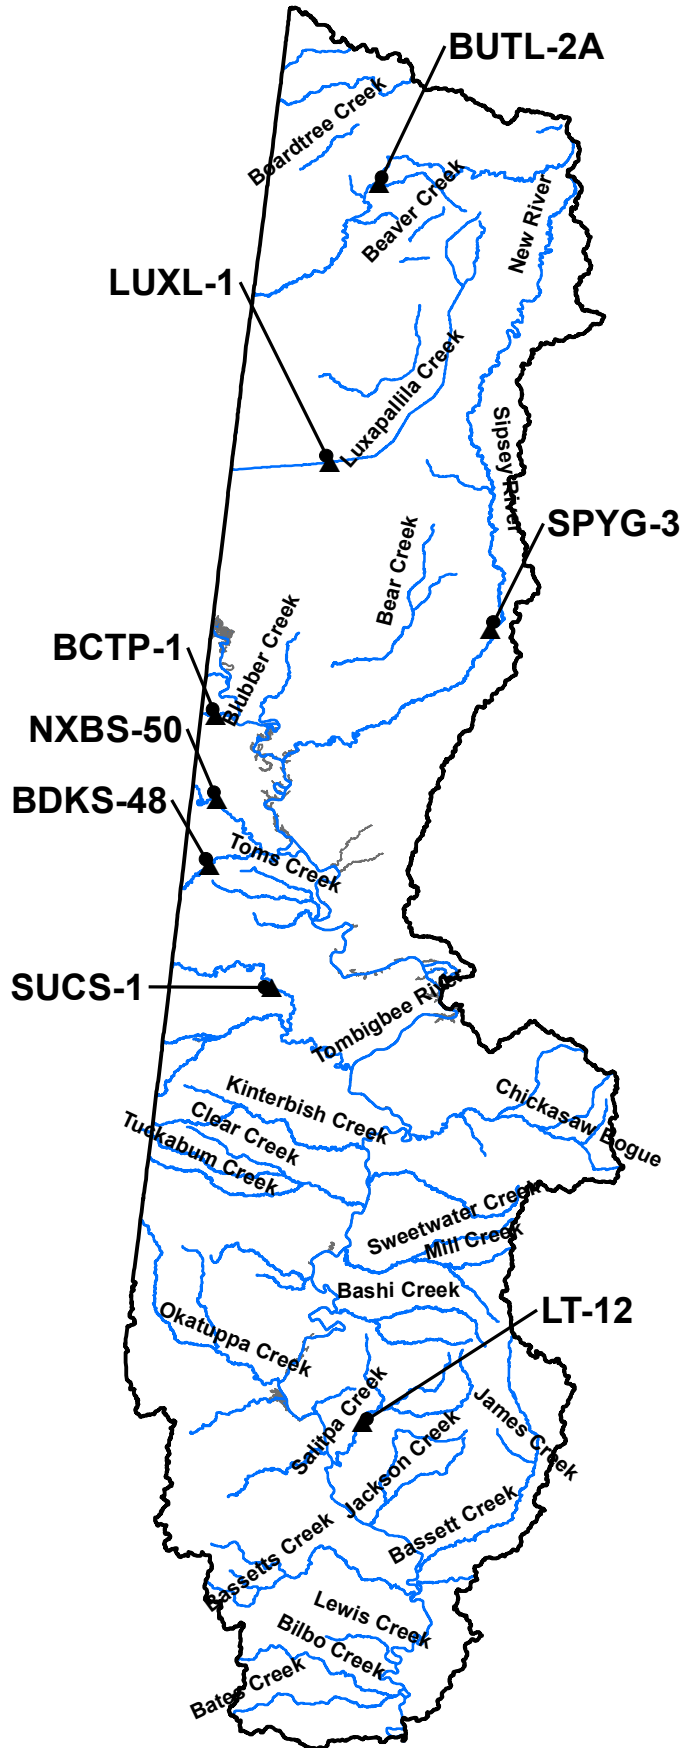 BUTL-2A
Boardtree Creek
Beaver Creek
New River
LUXL-1
Luxapallila Creek
Sipsey River
SPYG-3
Bear Creek
Blubber Creek
BCTP-1
NXBS-50
BDKS-48
Toms Creek
SUCS-1
Tombigbee River
Kinterbish Creek
Chickasaw Bogue
Clear Creek
Tuckabum Creek
Sweetwater Creek
Mill Creek
Bashi Creek
LT-12
Okatuppa Creek
Salitpa Creek
James Creek
Jackson Creek
Bassett Creek
Bassetts Creek
Lewis Creek
Bilbo Creek
Bates Creek